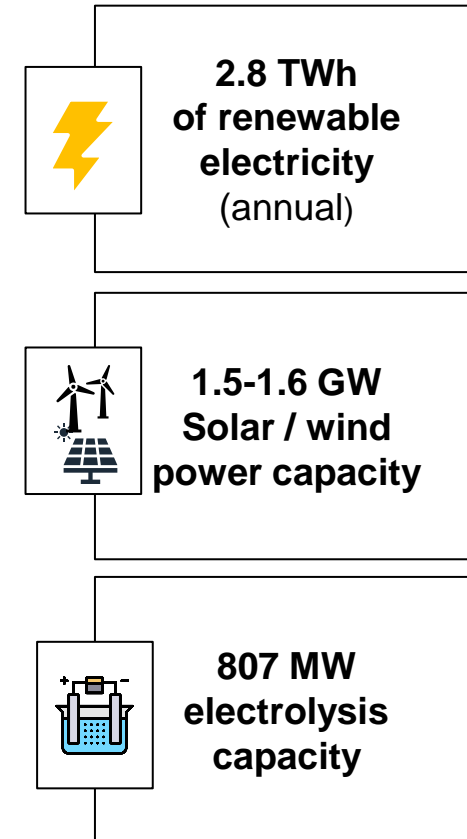 2.8 TWh
of renewable
electricity
(annual)
1.5-1.6 GW
Solar / wind
power capacity
+ -
807 MW
electrolysis
capacity